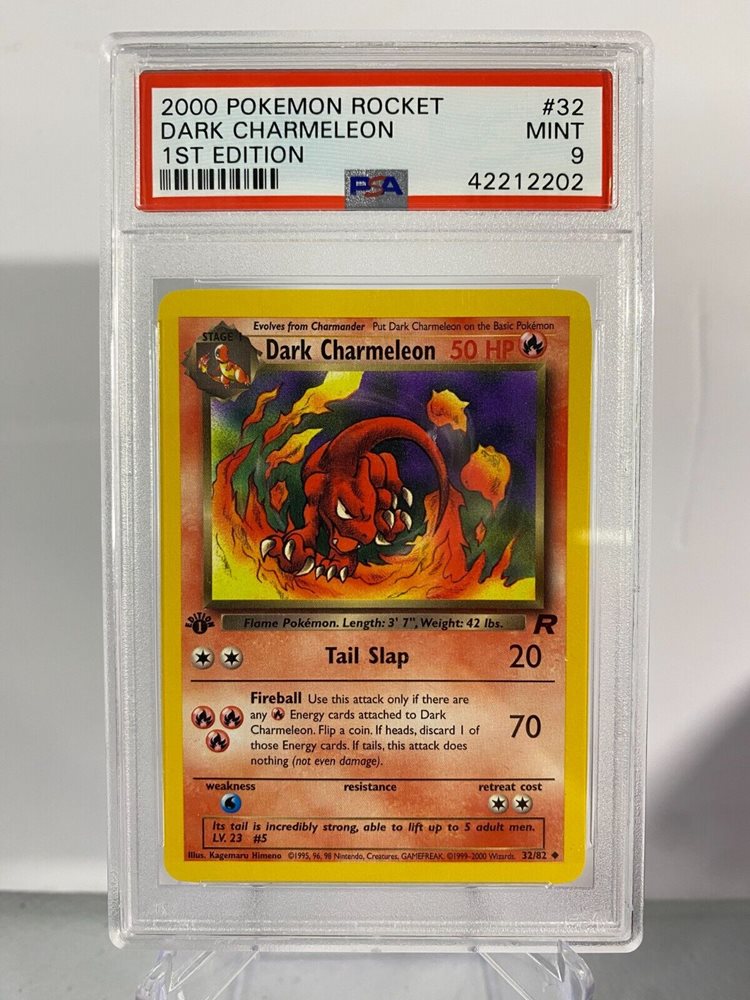 2000 POKEMON ROCKET #32
DARK CHARMELEON MINT
1ST EDITION 9
PSA 42212202
Evolves from Charmander Put Dark Charmeleon on the Basic Pokémon
STAGE 1
Dark Charmeleon 50 HP
EDITION
1
Flame Pokémon. Length: 3' 7", Weight: 42 lbs.
R
Tail Slap 20
Fireball Use this attack only if there are
any Energy cards attached to Dark
Charmeleon. Flip a coin. If heads, discard 1 of
those Energy cards. If tails, this attack does
nothing (not even damage).
70
weakness resistance retreat cost
Its tail is incredibly strong, able to lift up to 5 adult men.
LV. 23 #5
Illus. Kagemaru Himeno ©1995, 96, 98 Nintendo, Creatures, GAMEFREAK. ©1999-2000 Wizards. 32/82